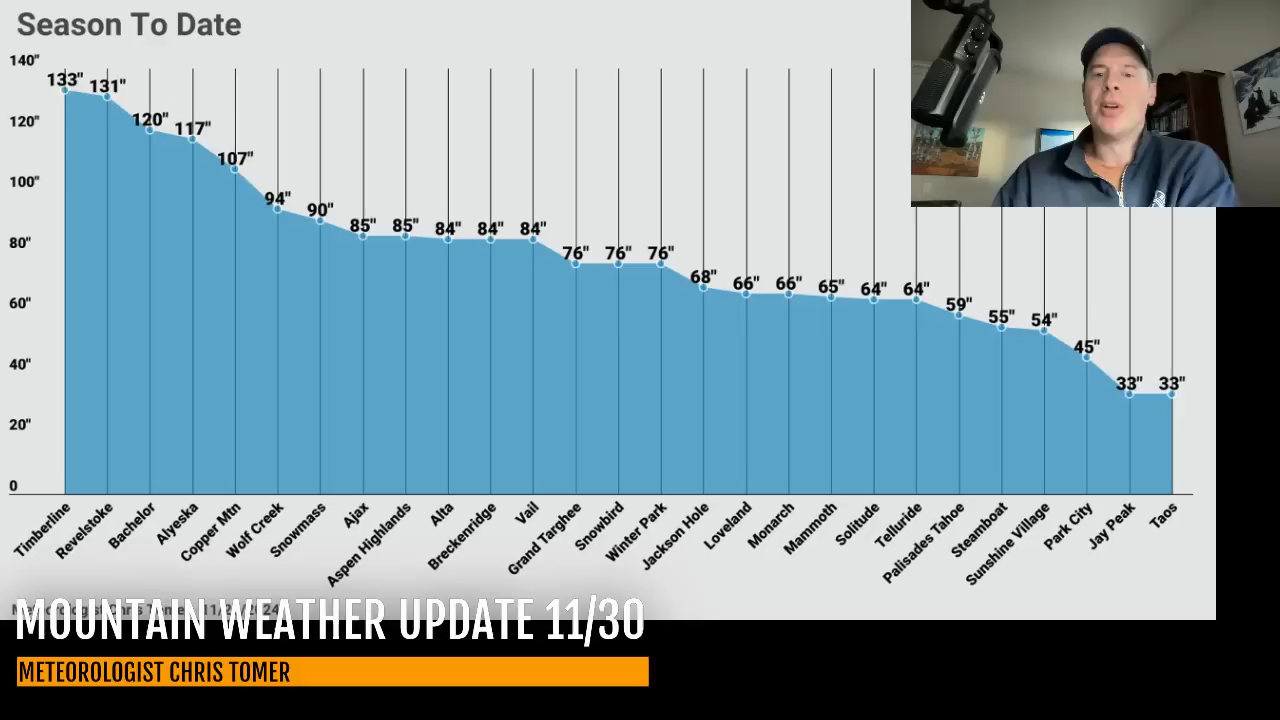 Season To Date
140"
120"
100"
80"
60"
40"
20"
0
133"
131"
120"
117"
107"
94"
90"
85"
85"
84"
84"
84"
76"
76"
76"
68"
66"
66"
65"
64"
64"
59"
55"
54"
45"
33"
33"
Timberline
Revelstoke
Bachelor
Alyeska
Copper Mtn
Wolf Creek
Snowmass
Ajax
Aspen Highlands
Alta
Breckenridge
Vail
Grand Targhee
Snowbird
Winter Park
Jackson Hole
Loveland
Monarch
Mammoth
Solitude
Telluride
Palisades Tahoe
Steamboat
Sunshine Village
Park City
Jay Peak
Taos
MOUNTAIN WEATHER UPDATE 11/30
METEOROLOGIST CHRIS TOMER